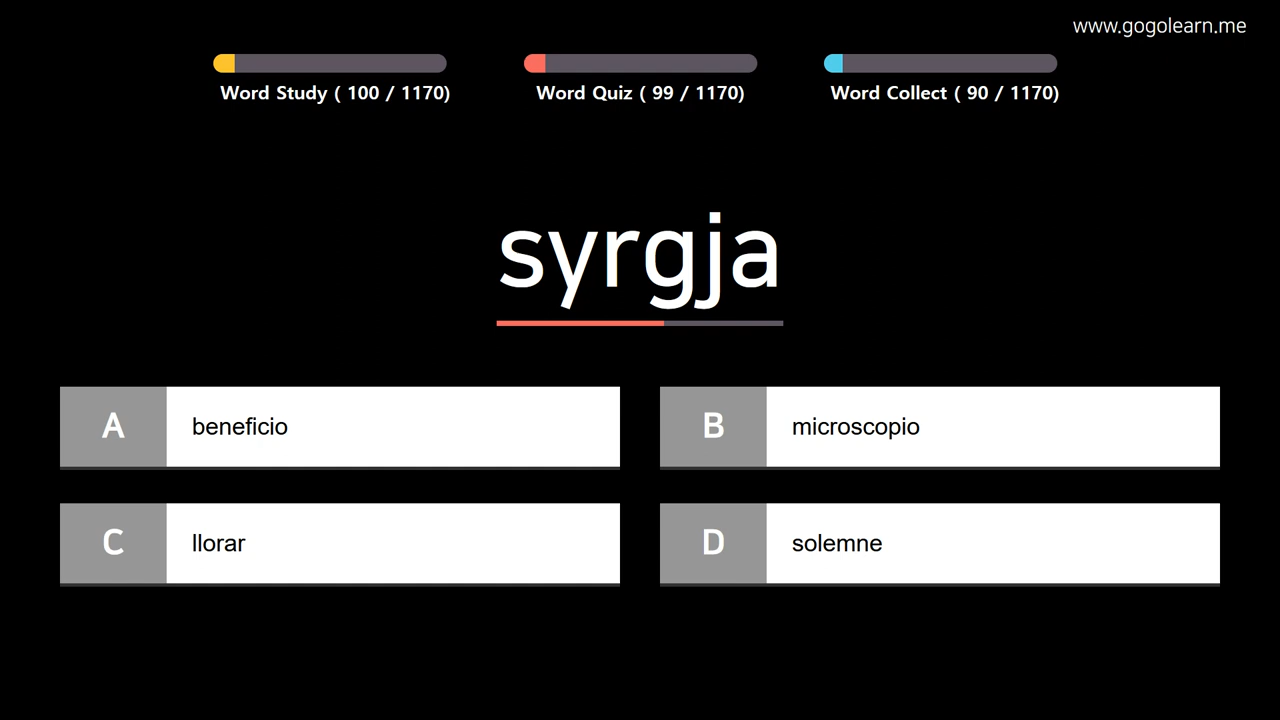 www.gogolearn.me
Word Study ( 100 / 1170)
Word Quiz ( 99 / 1170)
Word Collect ( 90 / 1170)
syrgja
A beneficio
B microscopio
C llorar
D solemne